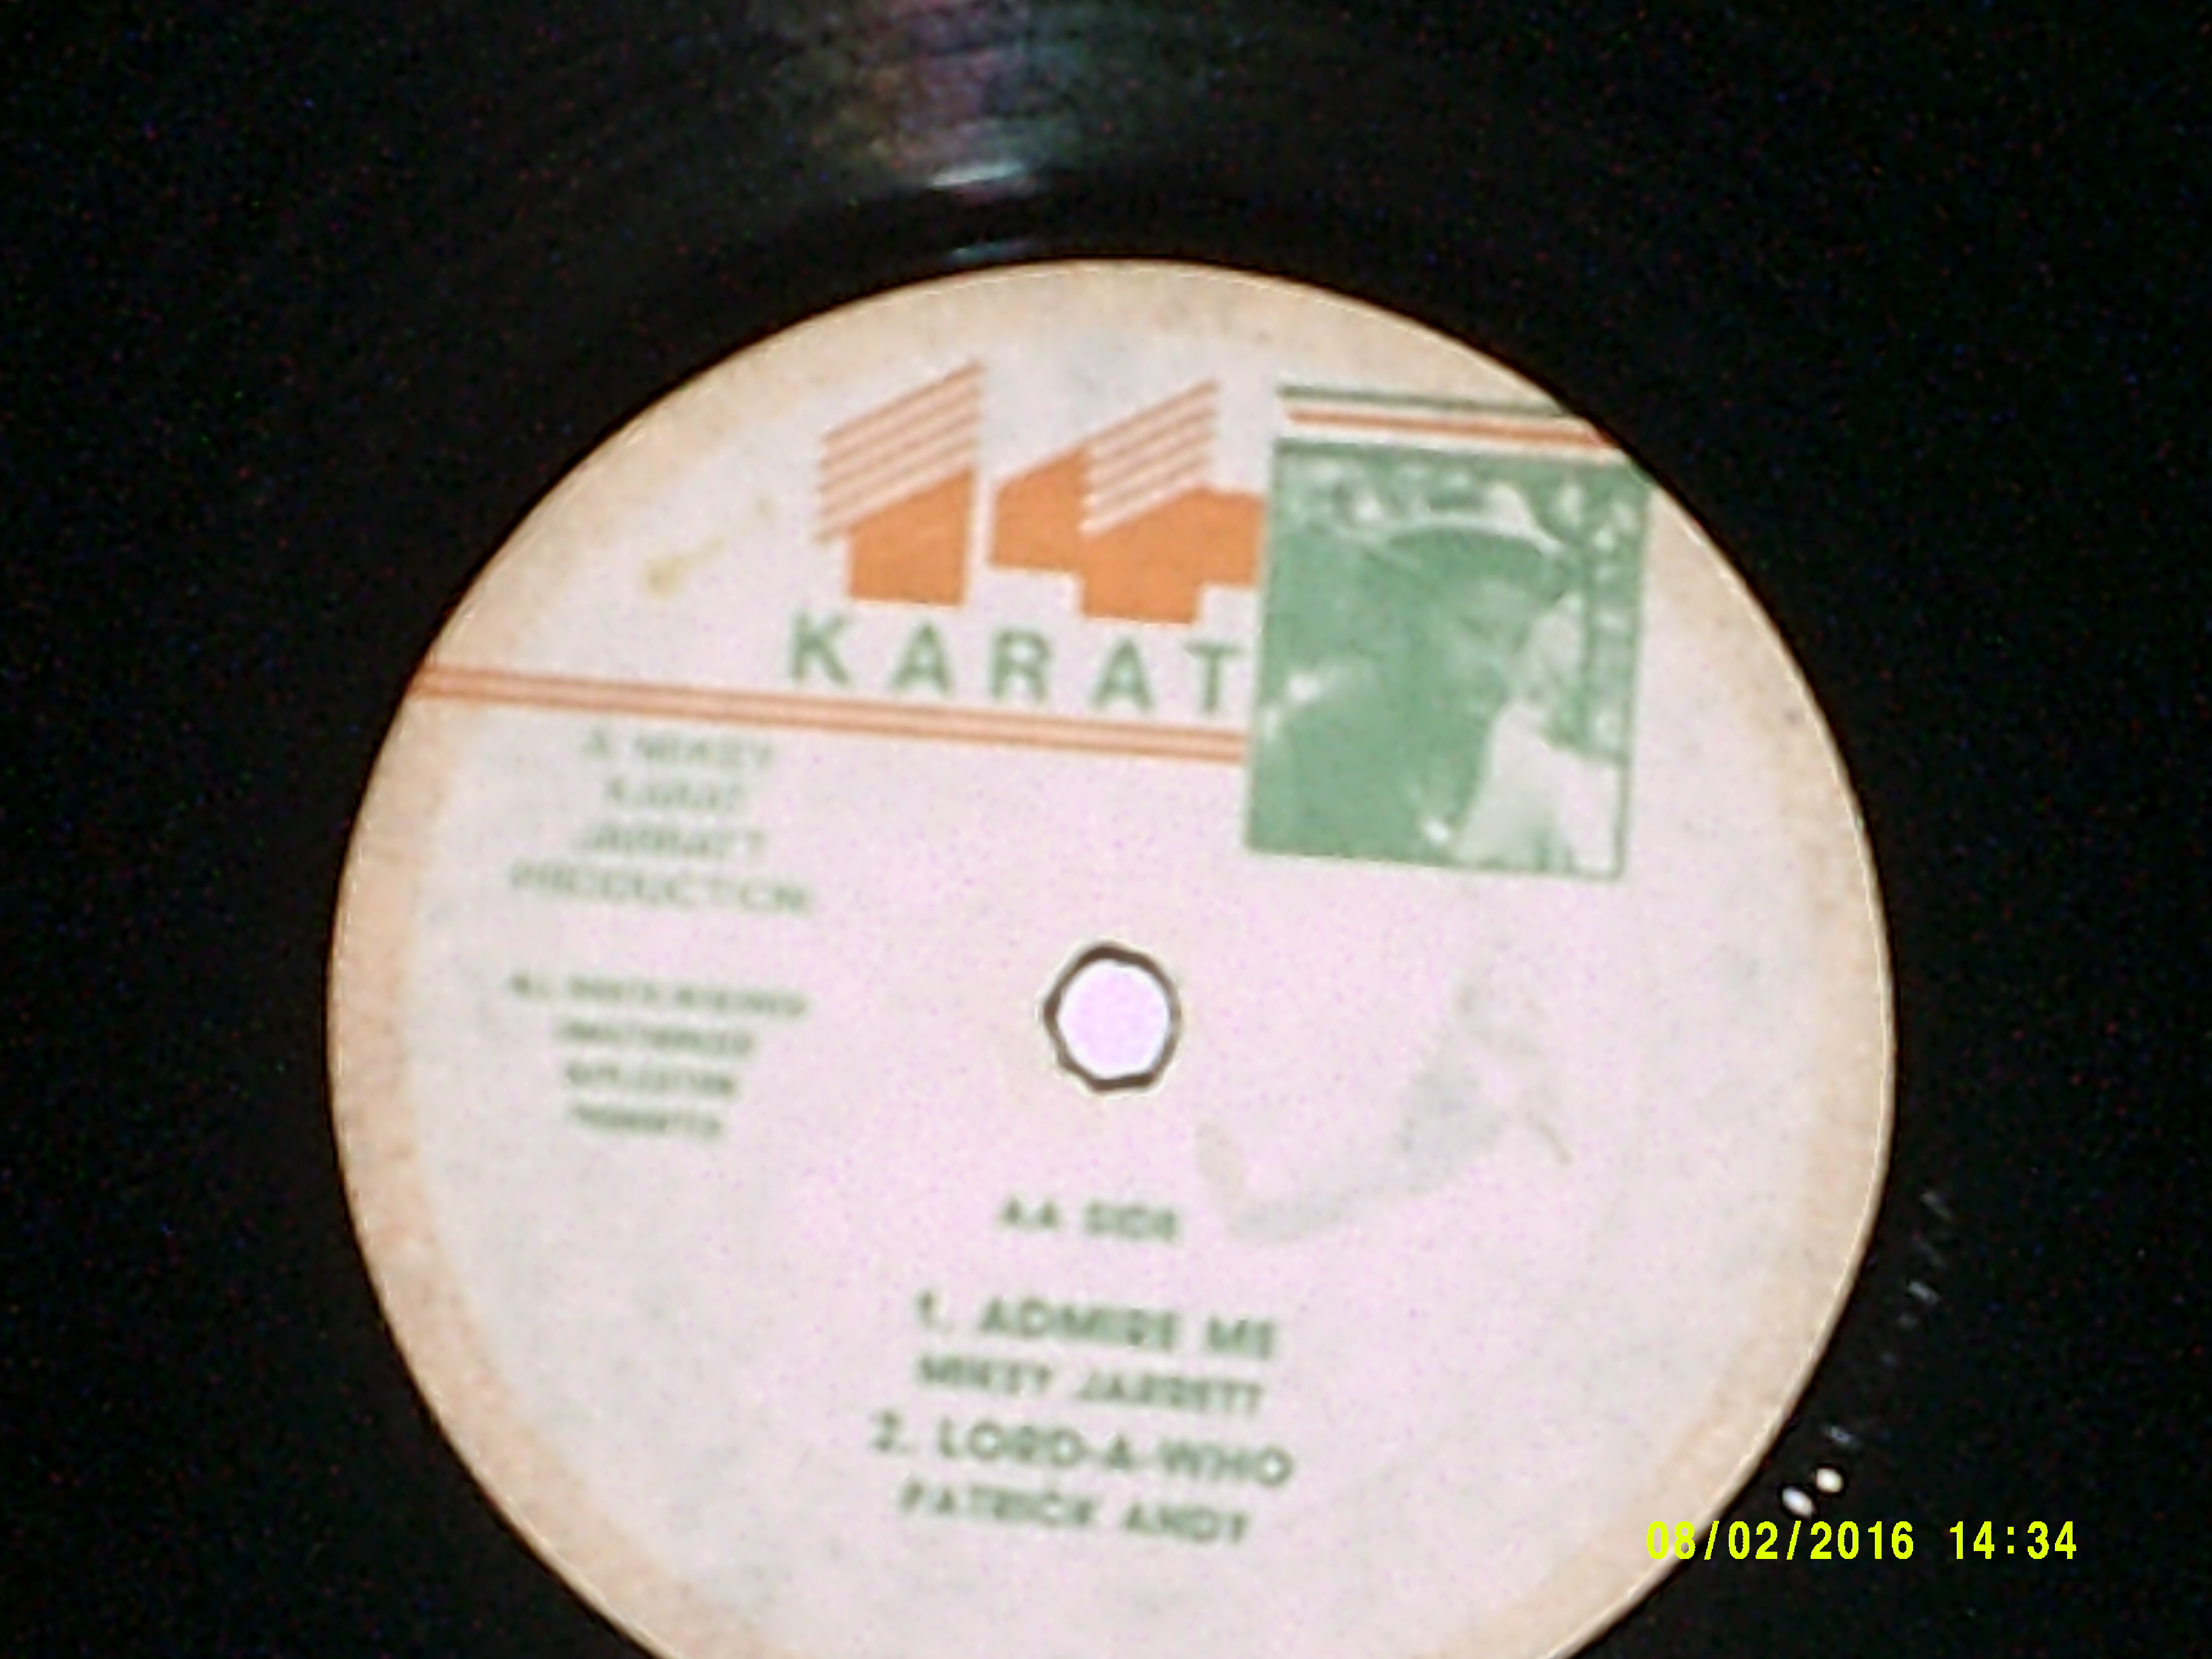 14
KARAT
A MIKEY
KARAT
JARRATT
PRODUCTION
AA SIDE
1. ADMIRE ME
MIKEY JARRETT
2. LORD-A-WHO
PATRICK ANDY
08/02/2016 14:34